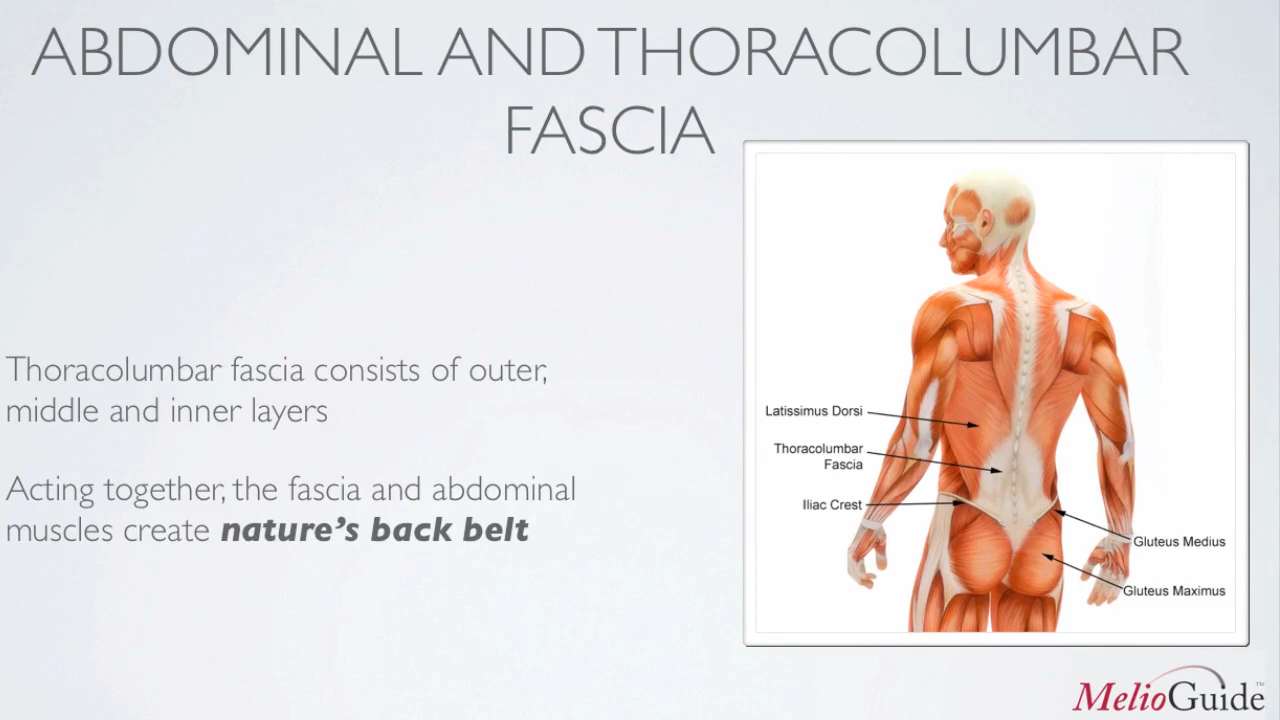 ABDOMINAL AND THORACOLUMBAR
FASCIA
Thoracolumbar fascia consists of outer,
middle and inner layers
Acting together, the fascia and abdominal
muscles create nature’s back belt
Latissimus Dorsi
Thoracolumbar
Fascia
Iliac Crest
Gluteus Medius
Gluteus Maximus
MelioGuide™